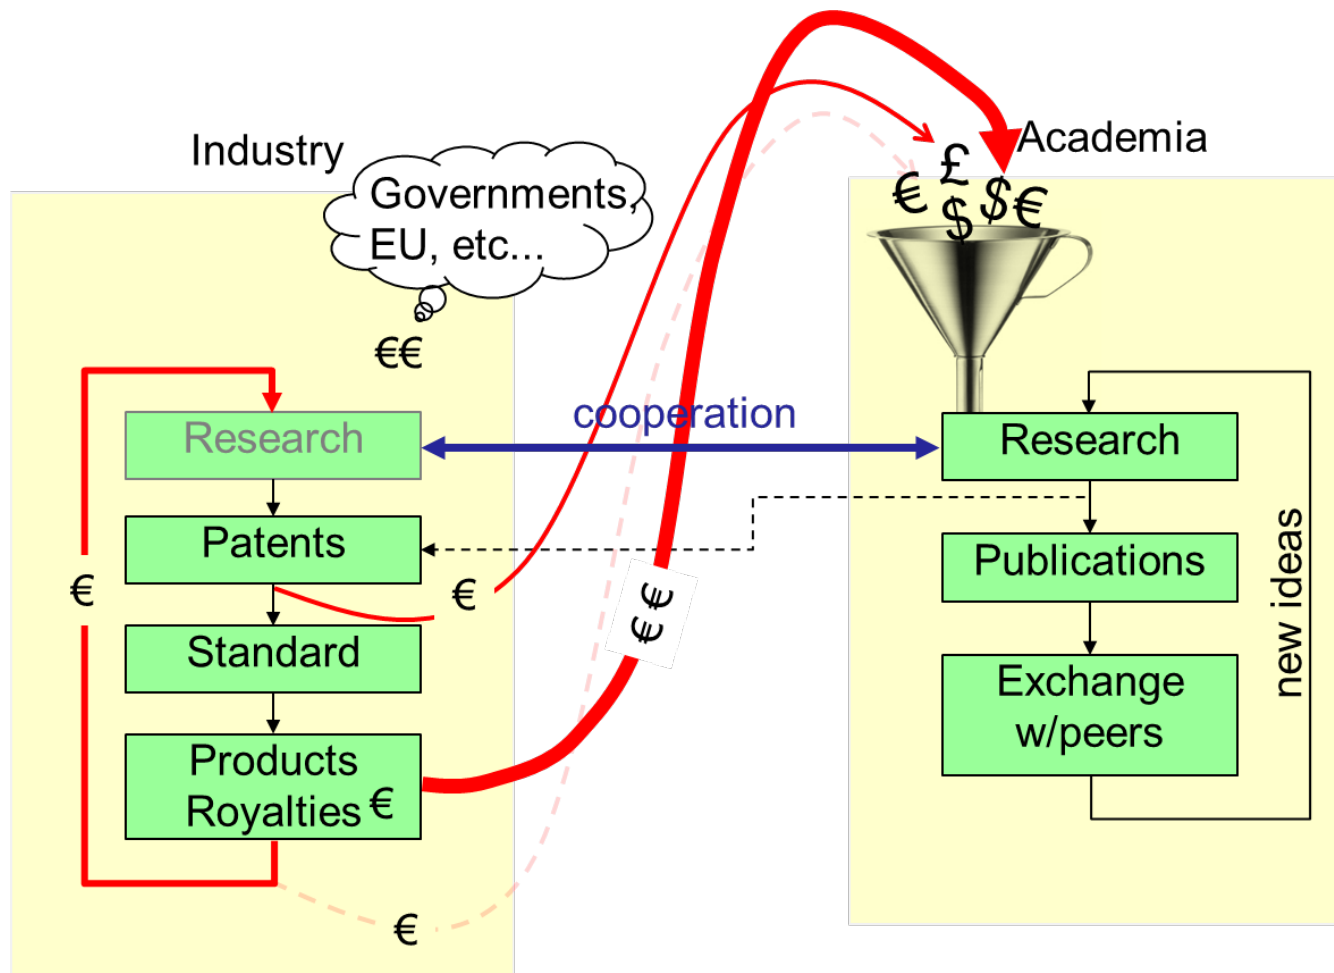 Industry
Governments,
EU, etc...
€€
Research
Patents
€
€
Standard
Products
Royalties €
€
€ €
cooperation
Academia
£
€ $ €
$
Research
Publications
Exchange
w/peers
new ideas